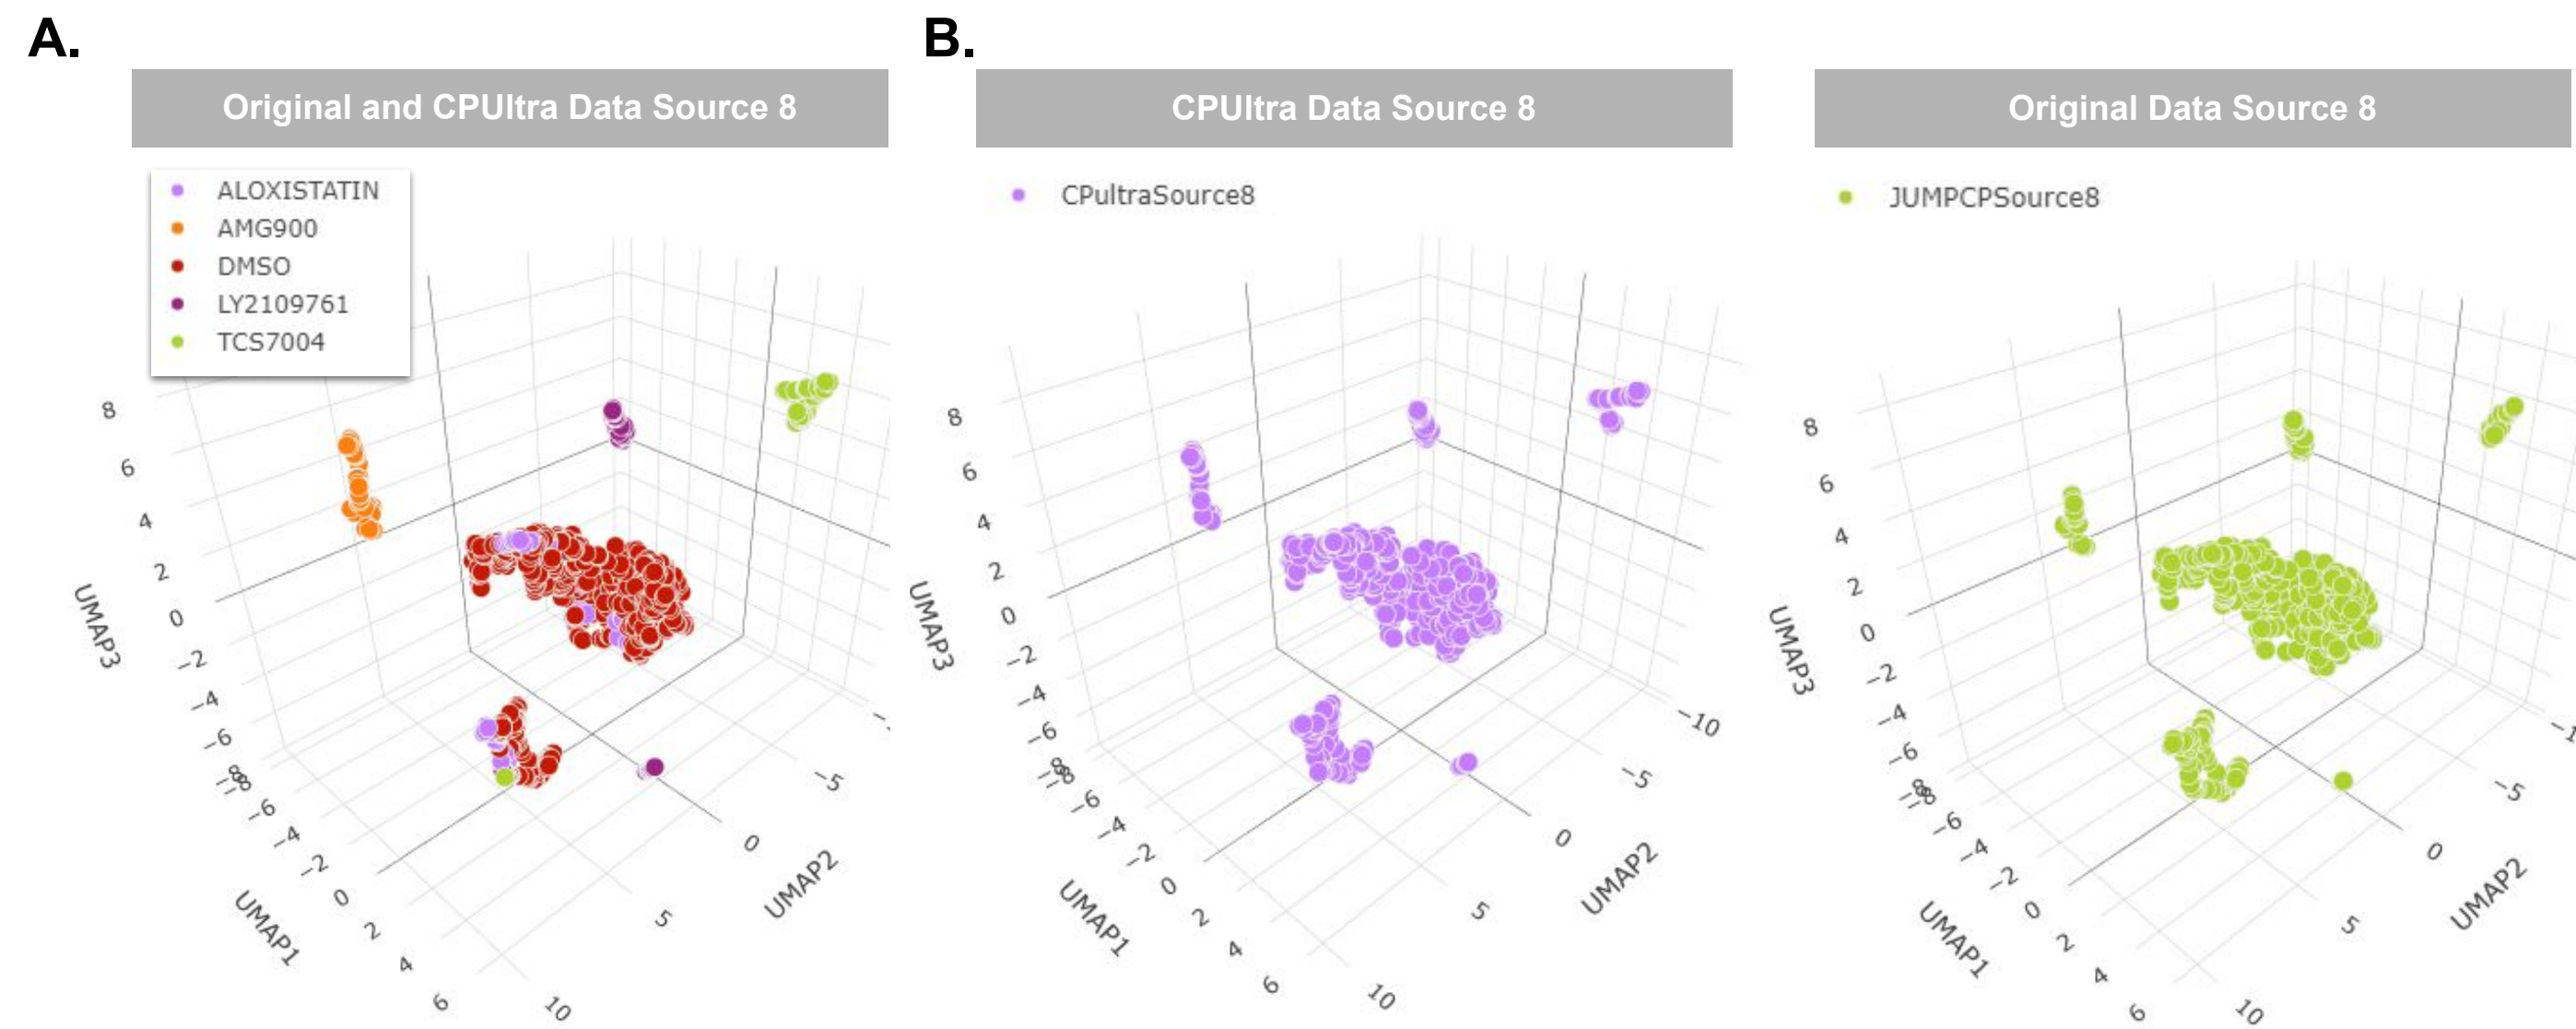 A.
B.
Original and CPUltra Data Source 8
CPUltra Data Source 8
Original Data Source 8
ALOXISTATIN
AMG900
DMSO
LY2109761
TCS7004
CPultraSource8
JUMPCPSource8
8
6
4
2
0
−2
−4
−6
UMAP3
−6
−4
−2
0
2
4
6
UMAP1
−5
0
5
10
UMAP2
8
6
4
2
0
−2
−4
−6
UMAP3
−6
−4
−2
0
2
4
6
UMAP1
−10
−5
0
5
10
UMAP2
8
6
4
2
0
−2
−4
−6
UMAP3
−6
−4
−2
0
2
4
6
UMAP1
−5
0
5
10
UMAP2